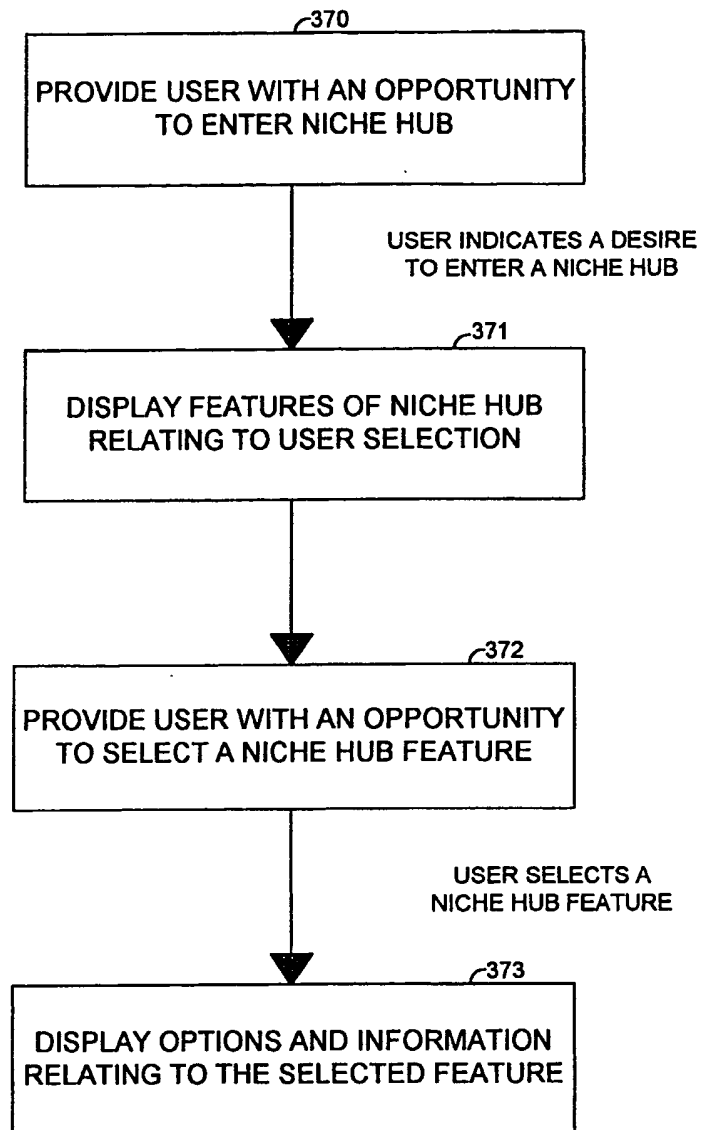 370
PROVIDE USER WITH AN OPPORTUNITY
TO ENTER NICHE HUB
USER INDICATES A DESIRE
TO ENTER A NICHE HUB
371
DISPLAY FEATURES OF NICHE HUB
RELATING TO USER SELECTION
372
PROVIDE USER WITH AN OPPORTUNITY
TO SELECT A NICHE HUB FEATURE
USER SELECTS A
NICHE HUB FEATURE
373
DISPLAY OPTIONS AND INFORMATION
RELATING TO THE SELECTED FEATURE